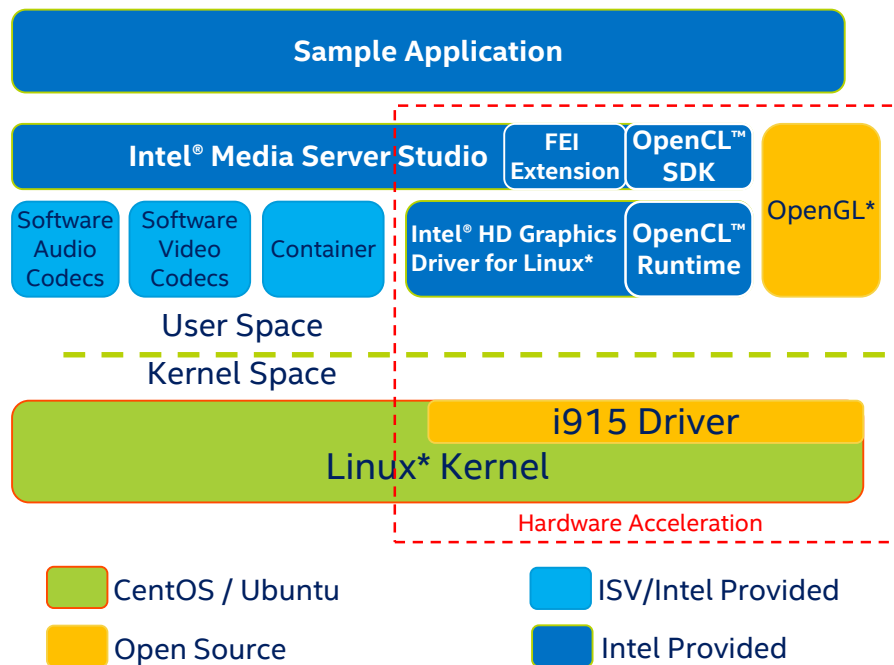 Sample Application
Intel® Media Server Studio
FEI
Extension
OpenCL™
SDK
OpenGL*
Software
Audio
Codecs
Software
Video
Codecs
Container
Intel® HD Graphics
Driver for Linux*
OpenCL™
Runtime
User Space
Kernel Space
i915 Driver
Linux* Kernel
Hardware Acceleration
CentOS / Ubuntu
ISV/Intel Provided
Open Source
Intel Provided